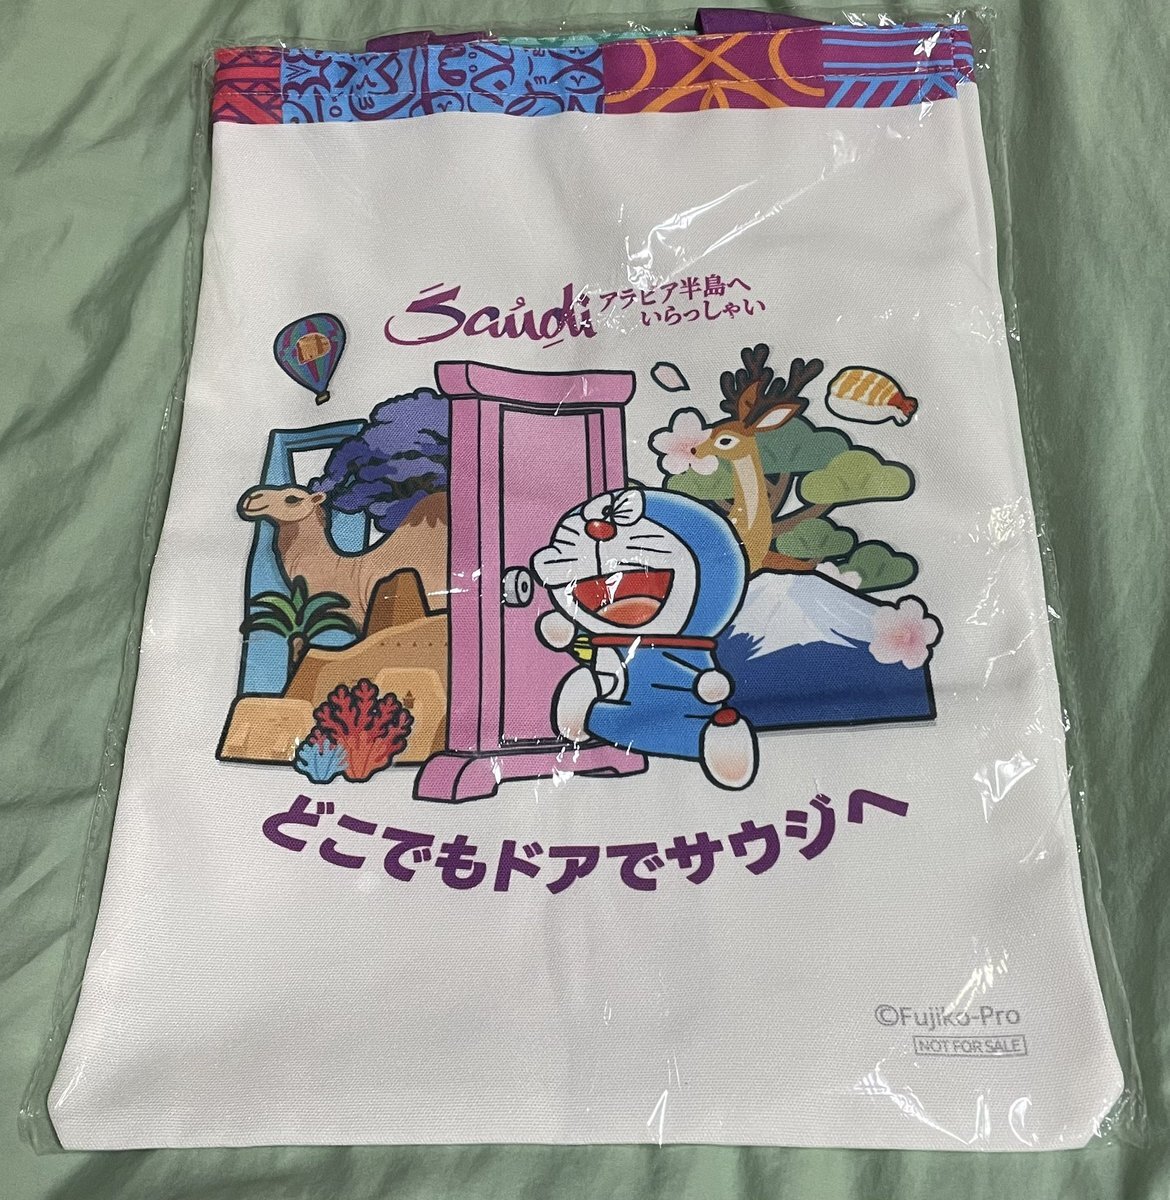 Saudi アラビア半島へ
いらっしゃい
どこでもドアでサウジへ
©Fujiko-Pro
NOT FOR SALE